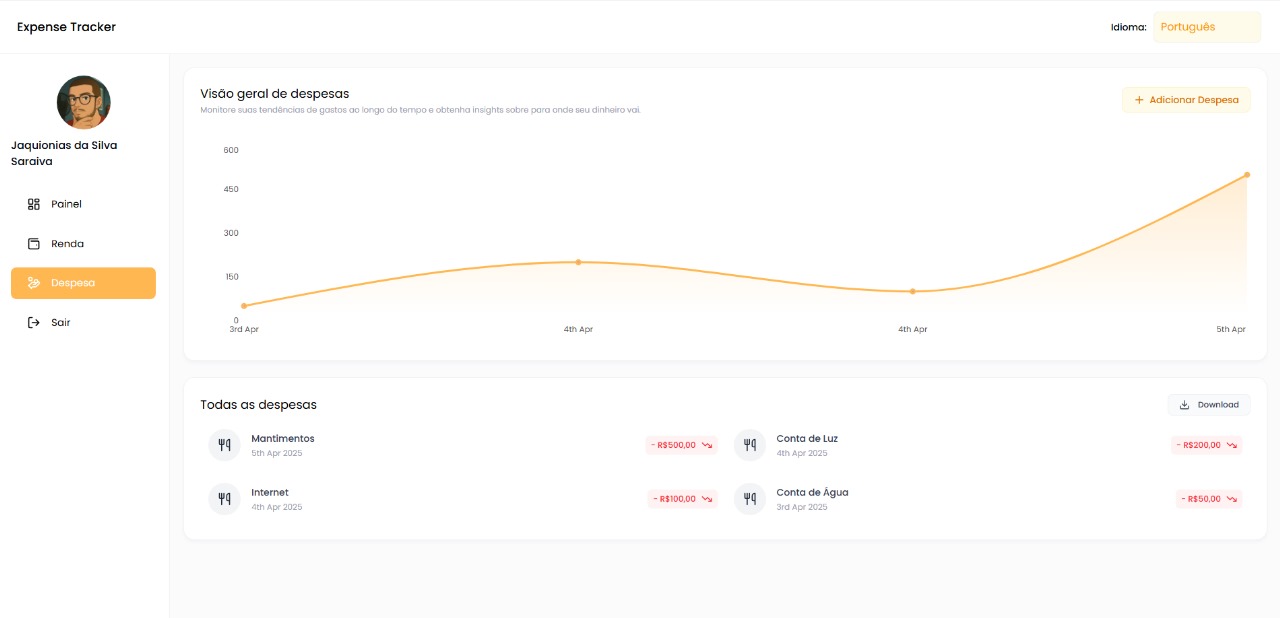 Expense Tracker
Idioma:
Português
Jaquionias da Silva
Saraiva
Painel
Renda
Despesa
Sair
Visão geral de despesas
Monitore suas tendências de gastos ao longo do tempo e obtenha insights sobre para onde seu dinheiro vai.
+ Adicionar Despesa
600
450
300
150
0
3rd Apr
4th Apr
4th Apr
5th Apr
Todas as despesas
Download
Mantimentos
5th Apr 2025
- R$500,00
Conta de Luz
4th Apr 2025
- R$200,00
Internet
4th Apr 2025
- R$100,00
Conta de Água
3rd Apr 2025
- R$50,00